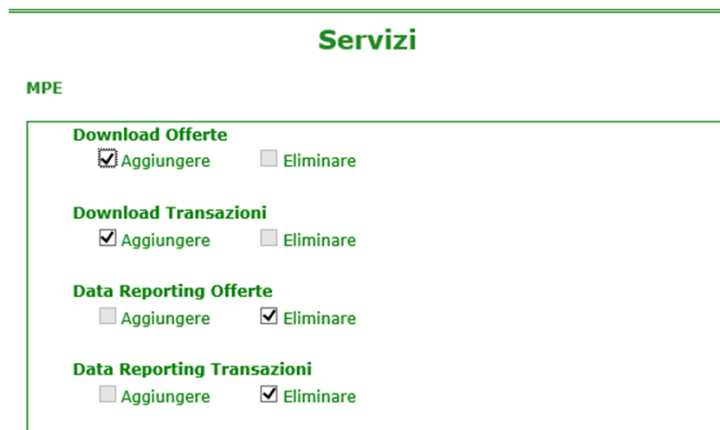 Servizi
MPE
Download Offerte
Aggiungere Eliminare
Download Transazioni
Aggiungere Eliminare
Data Reporting Offerte
Aggiungere Eliminare
Data Reporting Transazioni
Aggiungere Eliminare